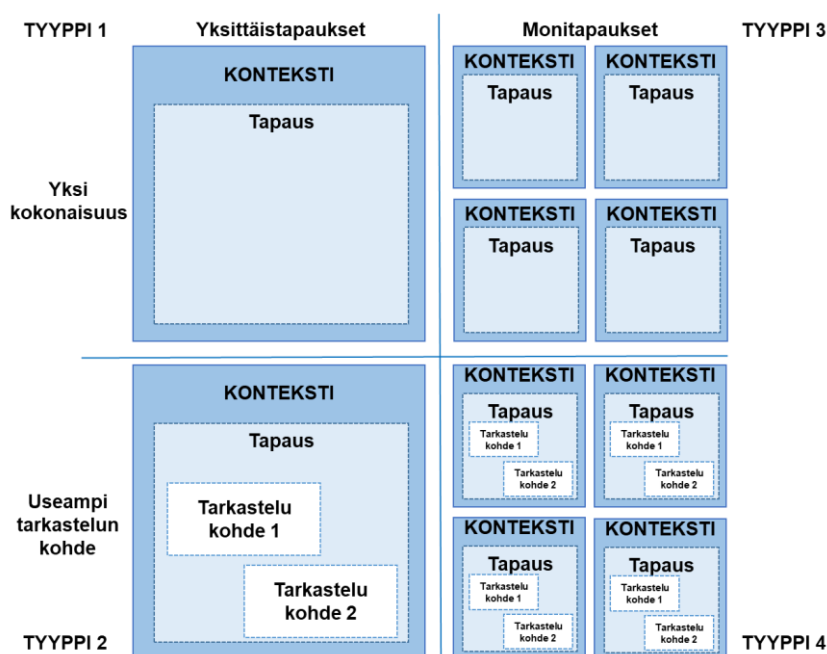 TYYPPI 1
Yksittäistapaukset
Monitapaukset
TYYPPI 3
KONTEKSTI
Tapaus
Yksi
kokonaisuus
KONTEKSTI
Tapaus
KONTEKSTI
Tapaus
KONTEKSTI
Tapaus
KONTEKSTI
Tapaus
KONTEKSTI
Tapaus
Tarkastelu
kohde 1
Tarkastelu
kohde 2
Useampi
tarkastelun
kohde
TYYPPI 2
KONTEKSTI
Tapaus
Tarkastelu
kohde 1
Tarkastelu
kohde 2
KONTEKSTI
Tapaus
Tarkastelu
kohde 1
Tarkastelu
kohde 2
KONTEKSTI
Tapaus
Tarkastelu
kohde 1
Tarkastelu
kohde 2
KONTEKSTI
Tapaus
Tarkastelu
kohde 1
Tarkastelu
kohde 2
TYYPPI 4